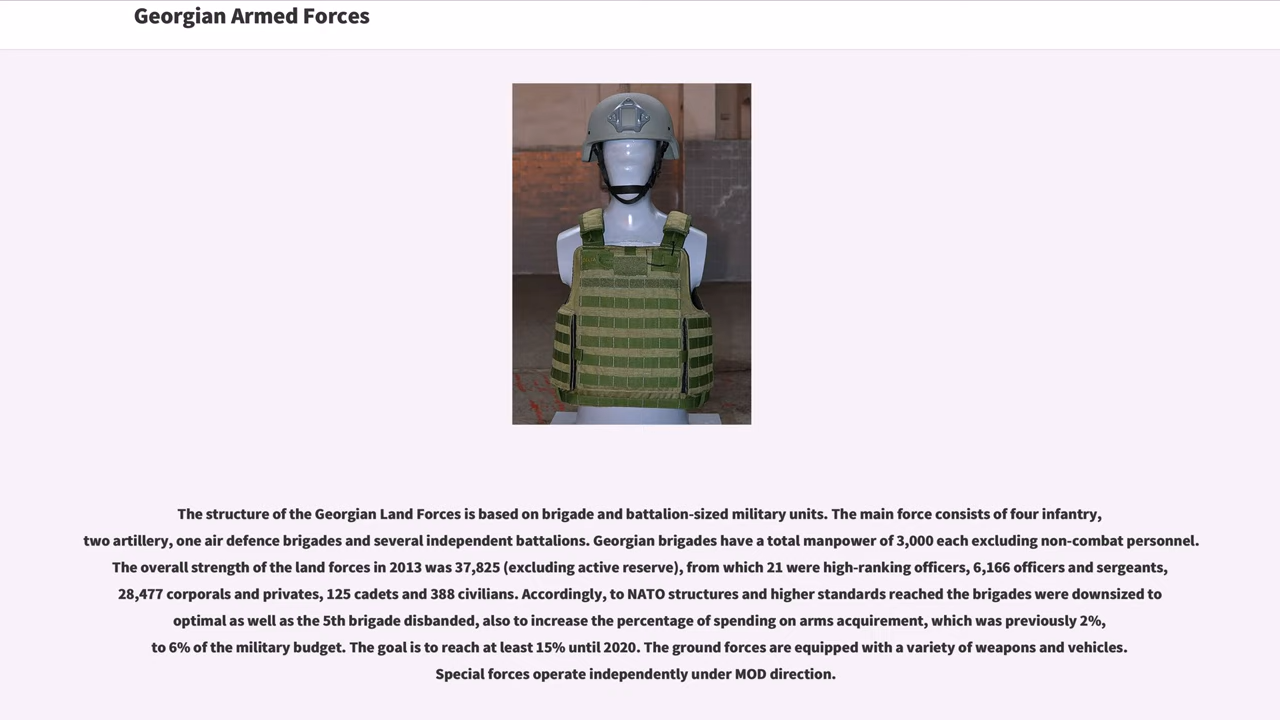 Georgian Armed Forces
The structure of the Georgian Land Forces is based on brigade and battalion-sized military units. The main force consists of four infantry,
two artillery, one air defence brigades and several independent battalions. Georgian brigades have a total manpower of 3,000 each excluding non-combat personnel.
The overall strength of the land forces in 2013 was 37,825 (excluding active reserve), from which 21 were high-ranking officers, 6,166 officers and sergeants,
28,477 corporals and privates, 125 cadets and 388 civilians. Accordingly, to NATO structures and higher standards reached the brigades were downsized to
optimal as well as the 5th brigade disbanded, also to increase the percentage of spending on arms acquirement, which was previously 2%,
to 6% of the military budget. The goal is to reach at least 15% until 2020. The ground forces are equipped with a variety of weapons and vehicles.
Special forces operate independently under MOD direction.